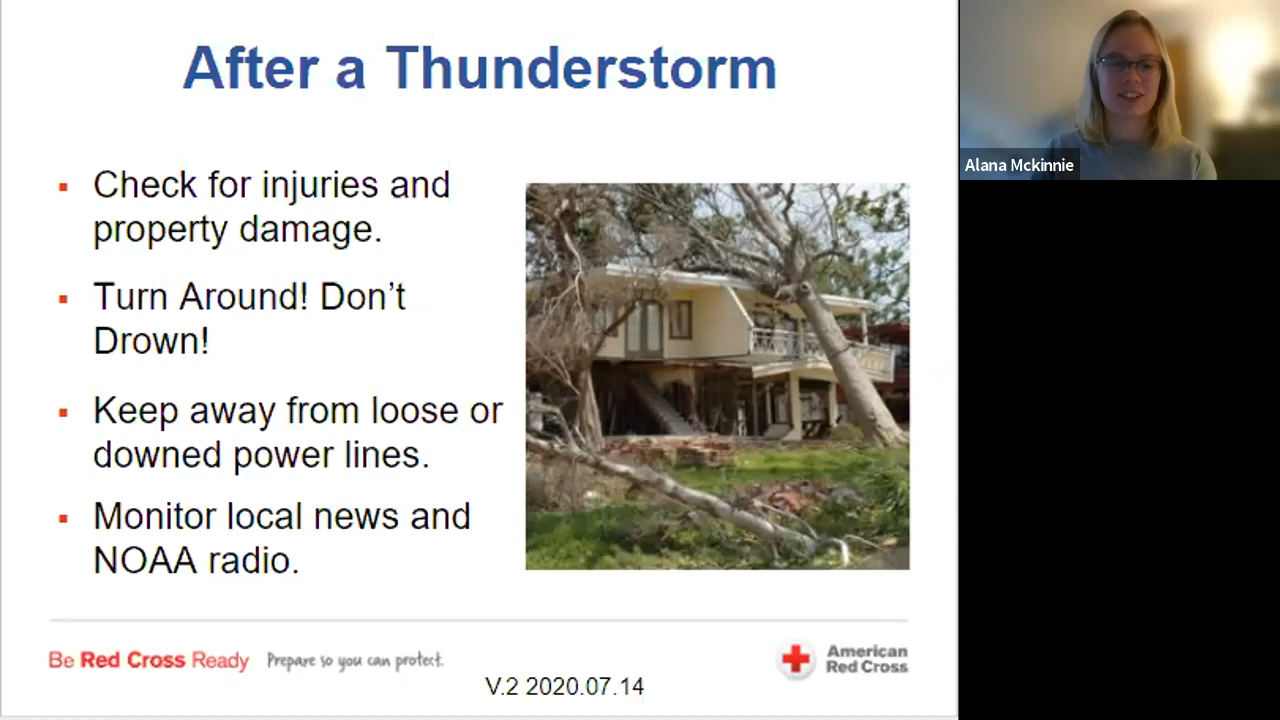 After a Thunderstorm
▪ Check for injuries and
property damage.
▪ Turn Around! Don’t
Drown!
▪ Keep away from loose or
downed power lines.
▪ Monitor local news and
NOAA radio.
Be Red Cross Ready Prepare so you can protect.
American
Red Cross
V.2 2020.07.14
Alana Mckinnie